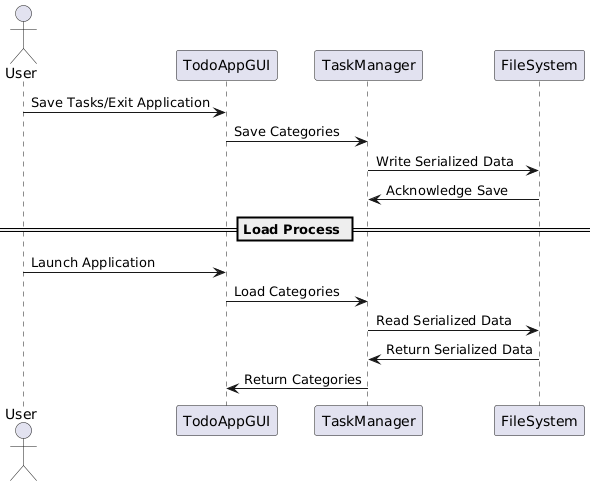 User
TodoAppGUI
TaskManager
FileSystem
Save Tasks/Exit Application
Save Categories
Write Serialized Data
Acknowledge Save
Load Process
Launch Application
Load Categories
Read Serialized Data
Return Serialized Data
Return Categories
User
TodoAppGUI
TaskManager
FileSystem